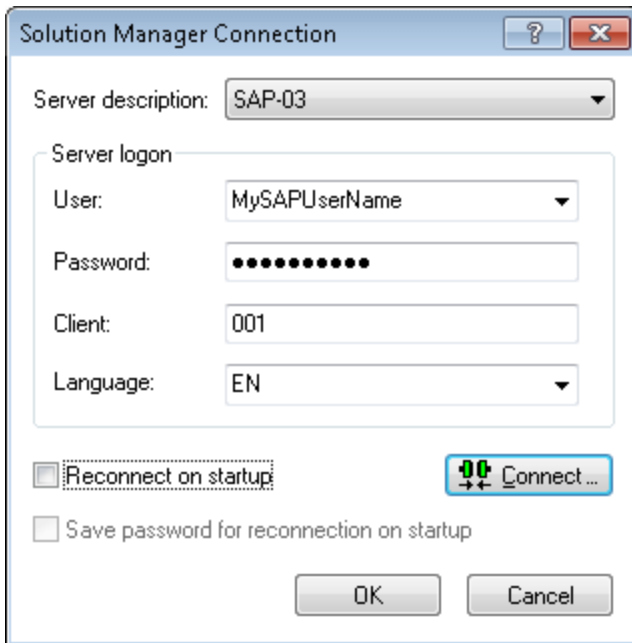 Solution Manager Connection
Server description: SAP-03
Server logon
User: MySAPUserName
Password: ●●●●●●●●●●
Client: 001
Language: EN
Reconnect on startup Connect ...
Save password for reconnection on startup
OK Cancel